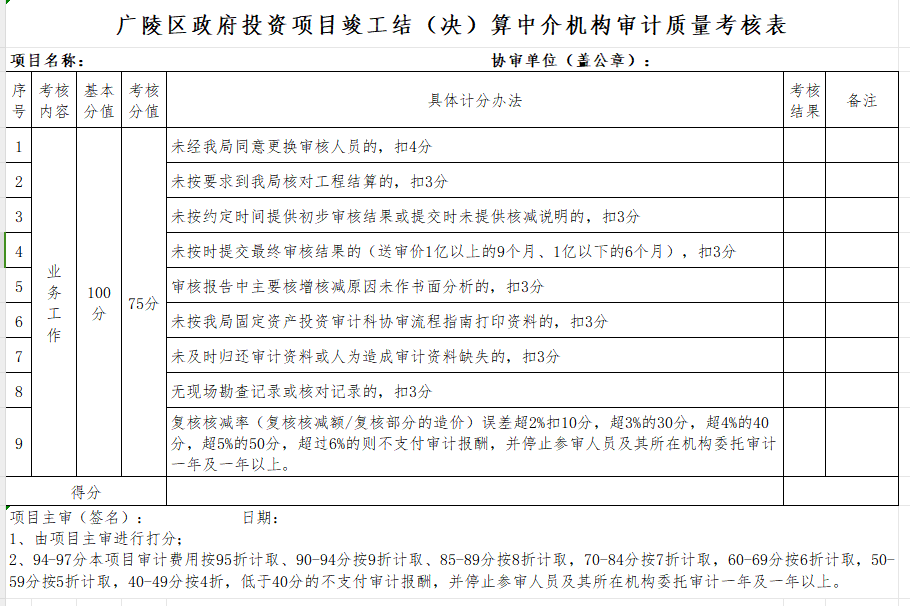 广陵区政府投资项目竣工结（决）算中介机构审计质量考核表
项目名称：
协审单位（盖公章）：
序号 考核内容 基本分值 考核分值 具体计分办法 考核结果 备注
业务工作 100分 75分
1 未经我局同意更换审核人员的，扣4分
2 未按要求到我局核对工程结算的，扣3分
3 未按约定时间提供初步审核结果或提交时未提供核减说明的，扣3分
4 未按时提交最终审核结果的（送审价1亿以上的9个月、1亿以下的6个月），扣3分
5 审核报告中主要核增核减原因未作书面分析的，扣3分
6 未按我局固定资产投资审计科协审流程指南打印资料的，扣3分
7 未及时归还审计资料或人为造成审计资料缺失的，扣3分
8 无现场勘查记录或核对记录的，扣3分
9 复核核减率（复核核减额/复核部分的造价）误差超2%扣10分，超3%的30分，超4%的40
分，超5%的50分，超过6%的则不支付审计报酬，并停止参审人员及其所在机构委托审计
一年及一年以上。
得分
项目主审（签名）： 日期：
1、由项目主审进行打分；
2、94-97分本项目审计费用按95折计取、90-94分按9折计取、85-89分按8折计取，70-84分按7折计取，60-69分按6折计取，50-
59分按5折计取，40-49分按4折，低于40分的不支付审计报酬，并停止参审人员及其所在机构委托审计一年及一年以上。